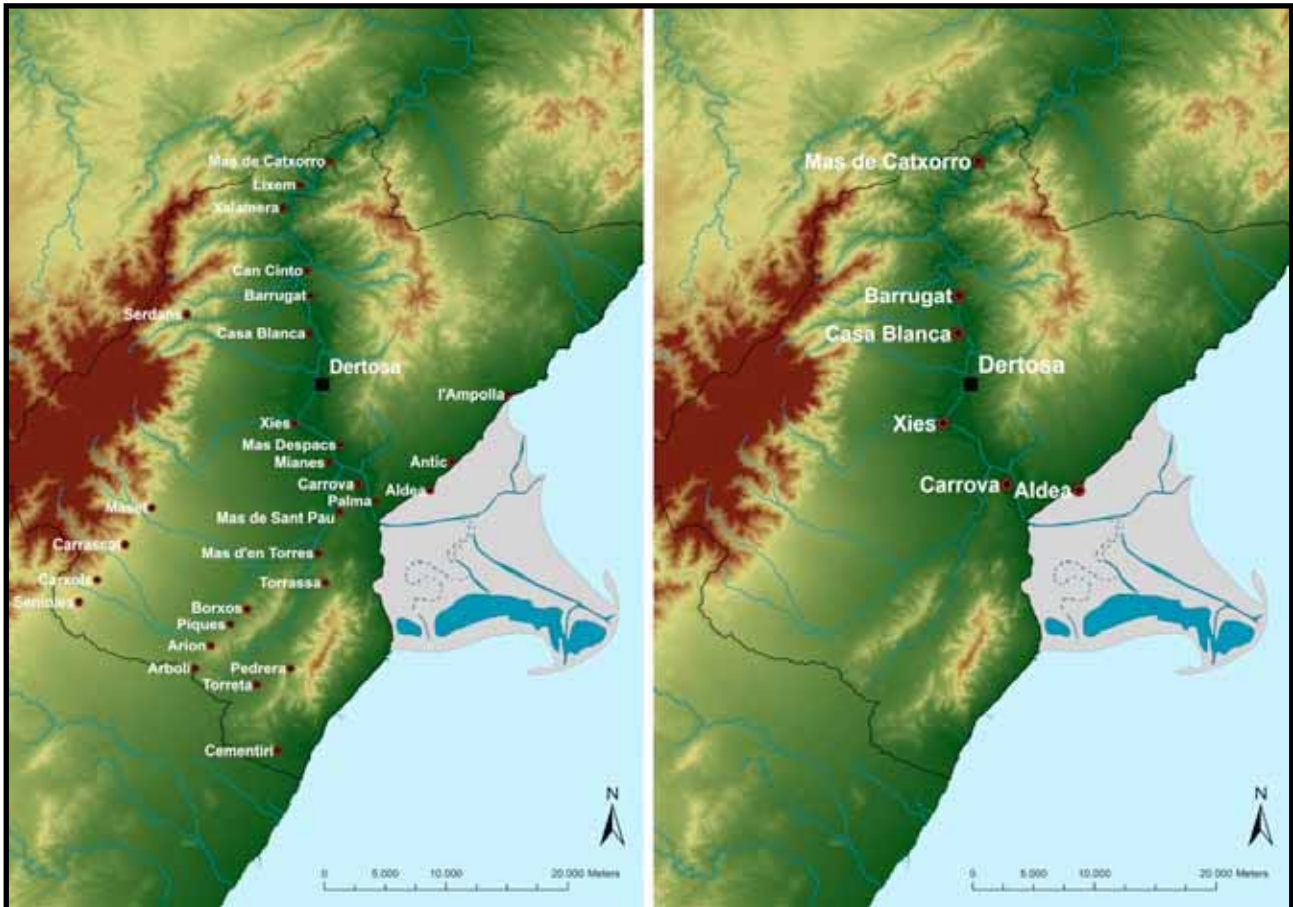 Mas de Catxorro
Lixem
Xalamera
Can Cinto
Barrugat
Serdans
Casa Blanca
Dertosa
l'Ampolla
Xies
Mas Despacs
Mianes
Antic
Carrova
Aldea
Palma
Maset
Mas de Sant Pau
Carrascal
Mas d'en Torres
Carxola
Torrassa
Borxos
Piques
Arion
Arboli
Pedrera
Torreta
Cementiri
N
0 5.000 10.000 20.000 Meters
Mas de Catxorro
Barrugat
Casa Blanca
Dertosa
Xies
Carrova
Aldea
N
0 5.000 10.000 20.000 Meters